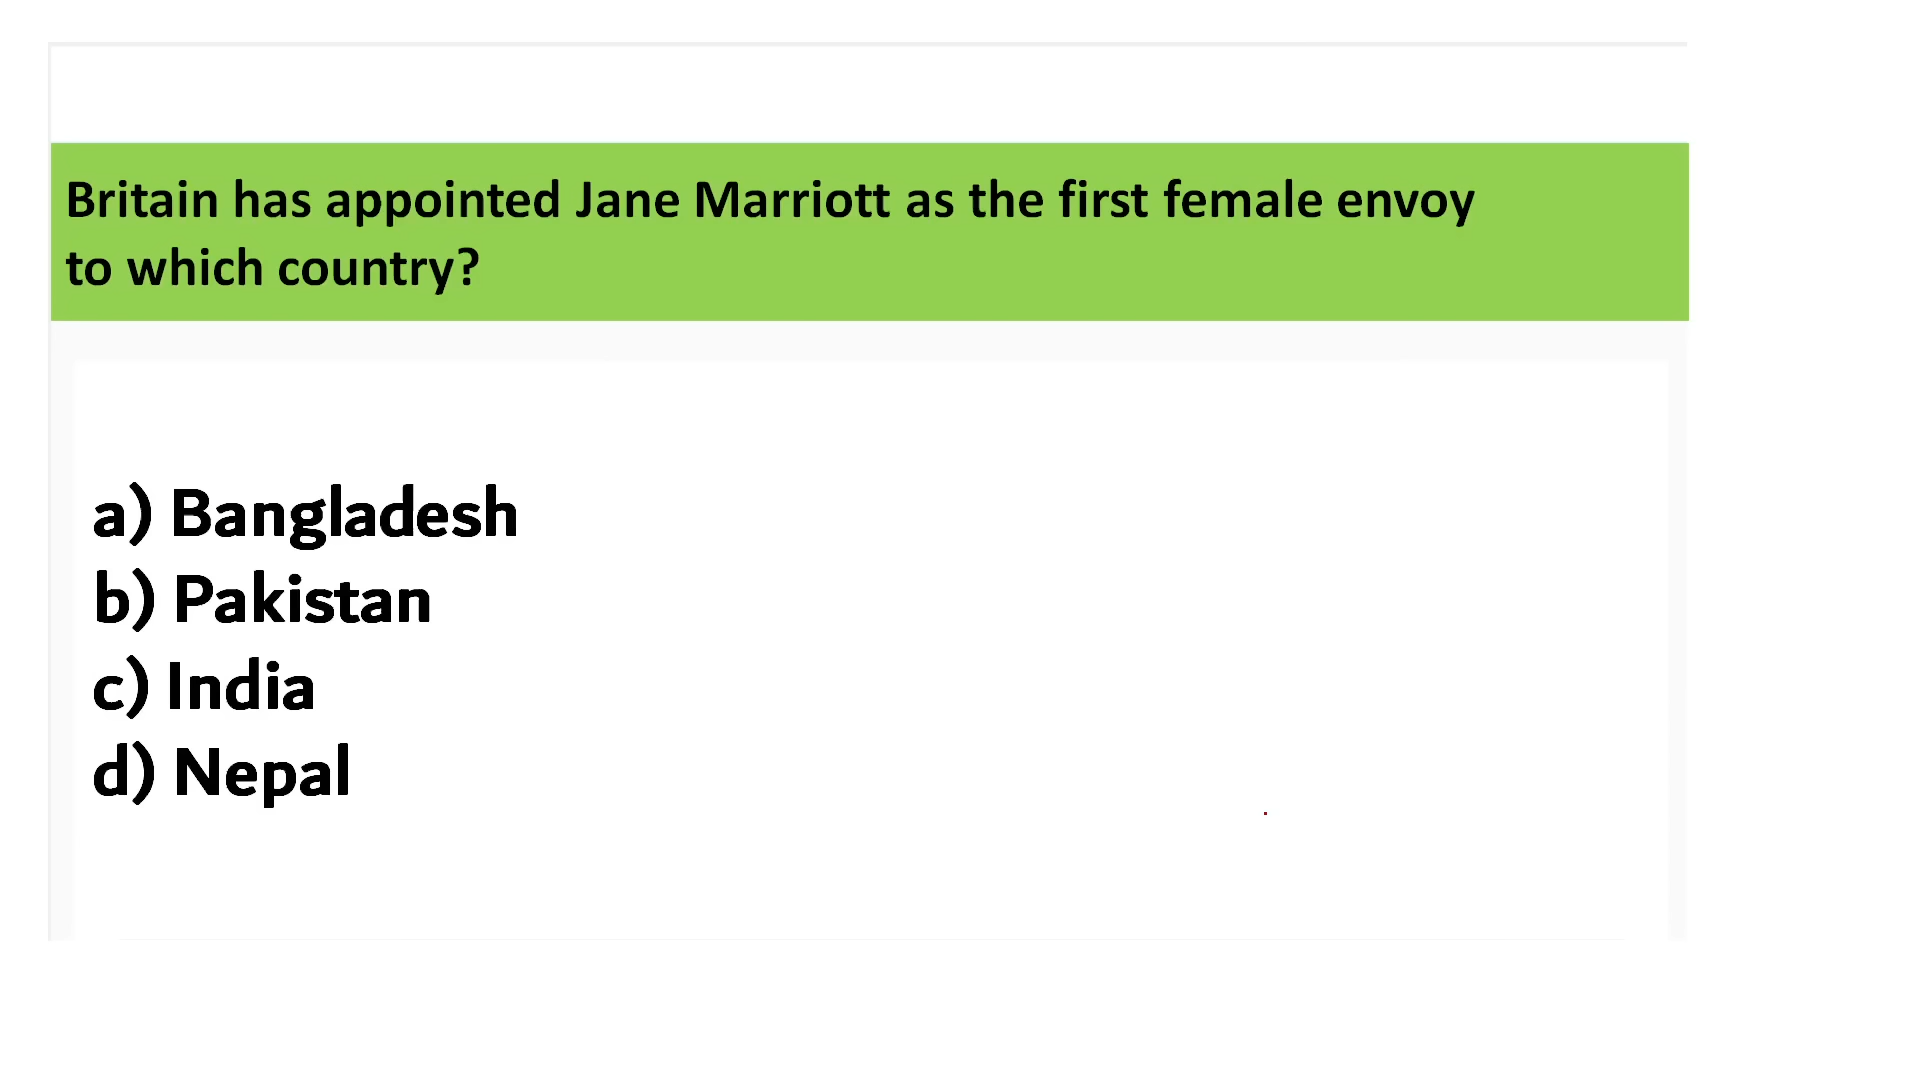 Britain has appointed Jane Marriott as the first female envoy
to which country?
a) Bangladesh
b) Pakistan
c) India
d) Nepal